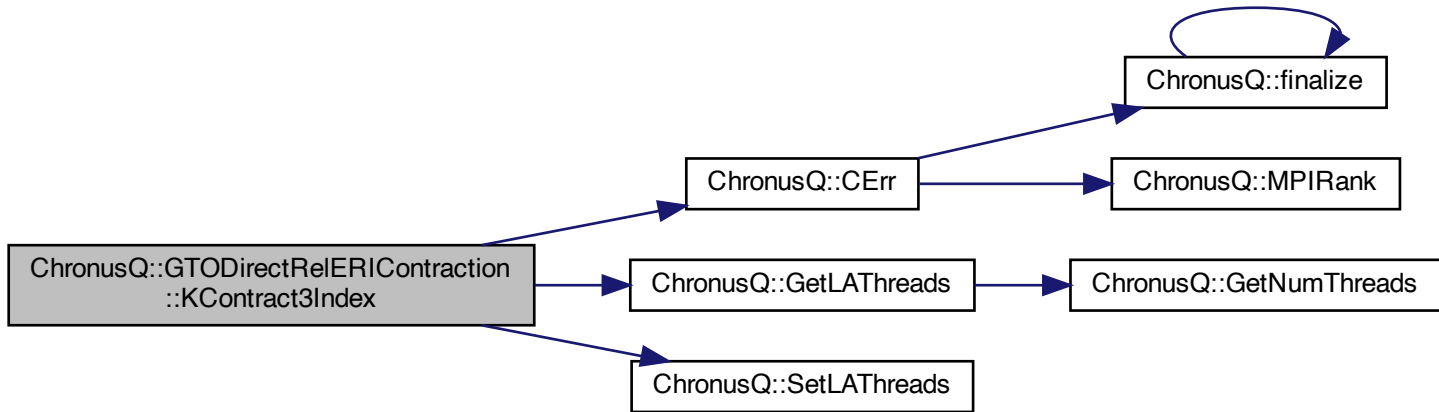 ChronusQ::finalize
ChronusQ::CErr
ChronusQ::MPIRank
ChronusQ::GTODirectRelERIContraction
::KContract3Index
ChronusQ::GetLAThreads
ChronusQ::GetNumThreads
ChronusQ::SetLAThreads